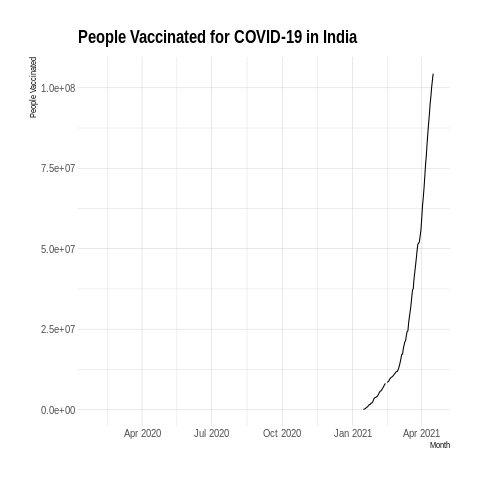 People Vaccinated for COVID-19 in India
People Vaccinated
1.0e+08
7.5e+07
5.0e+07
2.5e+07
0.0e+00
Apr 2020
Jul 2020
Oct 2020
Jan 2021
Apr 2021
Month